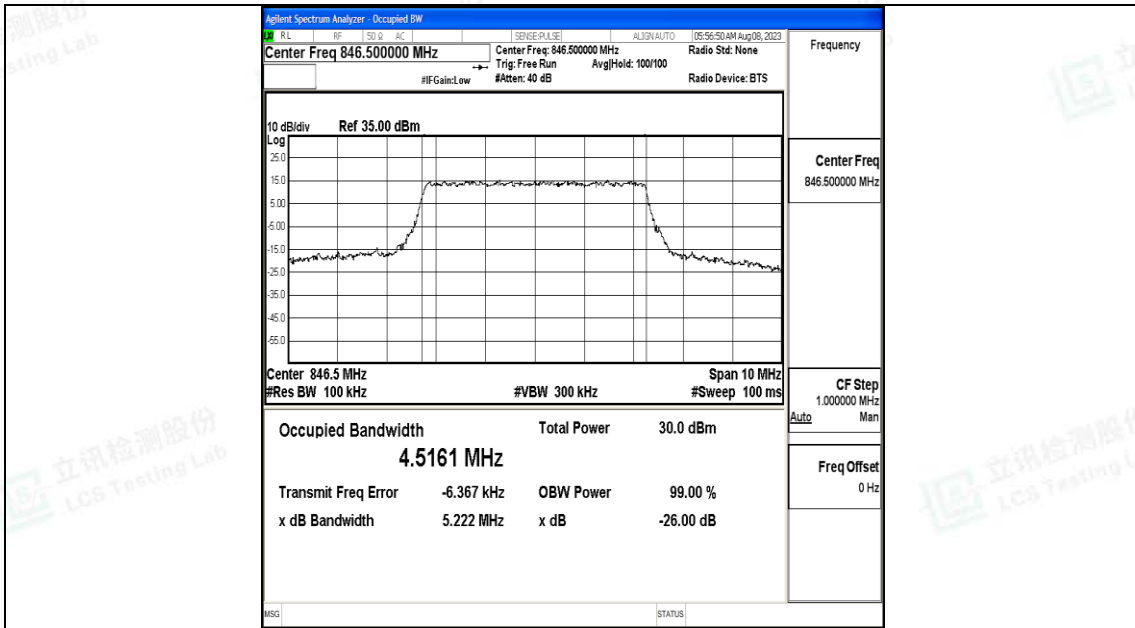 Agilent Spectrum Analyzer - Occupied BW
RL RF 50 Ω AC SENSE:PULSE ALIGN AUTO 05:56:50 AM Aug 08, 2023
Center Freq 846.500000 MHz
Center Freq: 846.500000 MHz
Radio Std: None
Trig: Free Run Avg|Hold: 100/100
#IFGain:Low
#Atten: 40 dB
Radio Device: BTS
Frequency
10 dB/div Ref 35.00 dBm
Log
25.0
15.0
5.00
-5.00
-15.0
-25.0
-35.0
-45.0
-55.0
Center 846.5 MHz Span 10 MHz
#Res BW 100 kHz #VBW 300 kHz #Sweep 100 ms
Center Freq
846.500000 MHz
CF Step
1.000000 MHz
Auto Man
Freq Offset
0 Hz
Occupied Bandwidth Total Power 30.0 dBm
4.5161 MHz
Transmit Freq Error -6.367 kHz OBW Power 99.00 %
x dB Bandwidth 5.222 MHz x dB -26.00 dB
MSG STATUS
立讯检测股份
LCS Testing Lab
立讯检测股份